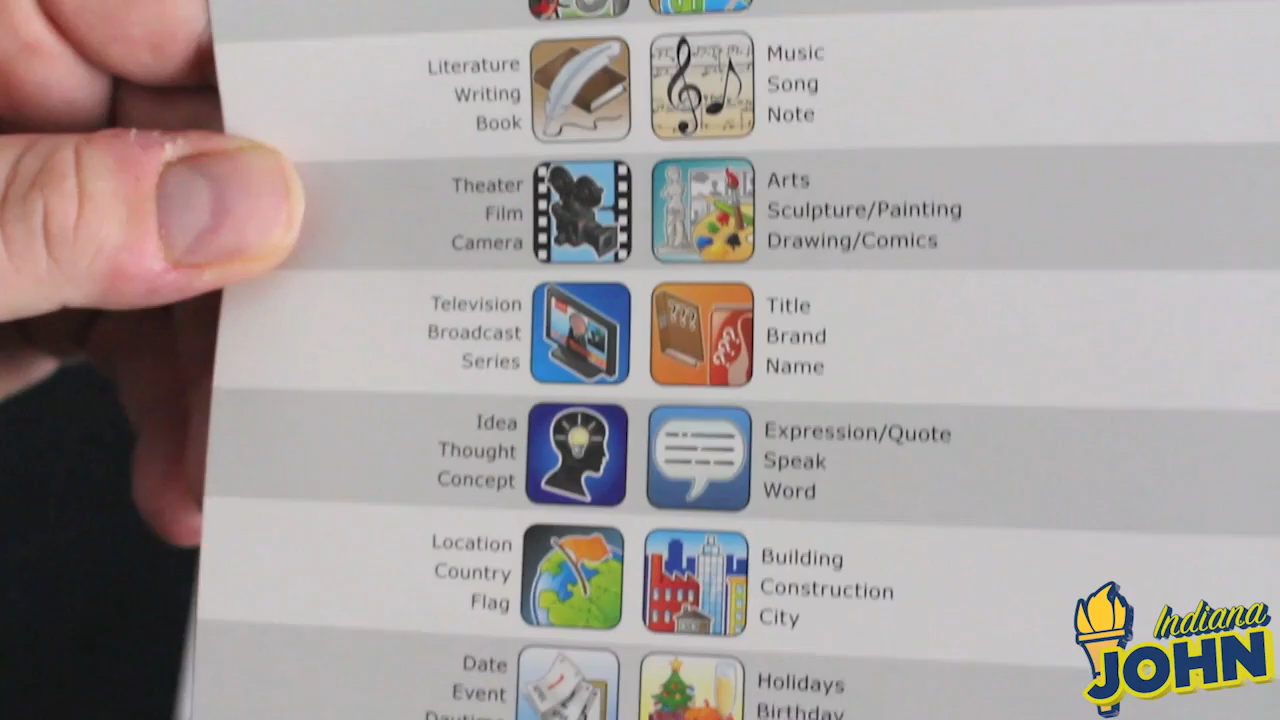 Literature
Writing
Book
Music
Song
Note
Theater
Film
Camera
Arts
Sculpture/Painting
Drawing/Comics
Television
Broadcast
Series
???
???
Title
Brand
Name
Idea
Thought
Concept
Expression/Quote
Speak
Word
Location
Country
Flag
Building
Construction
City
Date
Event
Daytime
Holidays
Birthday
Indiana
JOHN